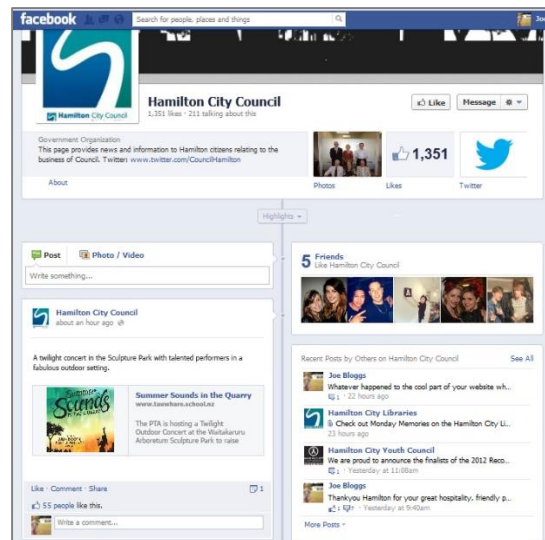 facebook
Search for people, places and things
Joe
Hamilton City Council
Hamilton City Council
1,351 likes · 211 talking about this
Like
Message
Government Organization
This page provides news and information to Hamilton citizens relating to the
business of Council. Twitter: www.twitter.com/CouncilHamilton
1,351
About
Photos
Likes
Twitter
Highlights
Post
Photo / Video
Write something...
5 Friends
Like Hamilton City Council
Hamilton City Council
about an hour ago
A twilight concert in the Sculpture Park with talented performers in a
fabulous outdoor setting.
Summer
Sounds
Summer Sounds in the Quarry
www.tauwhare.school.nz
The PTA is hosting a Twilight
Outdoor Concert at the Waitakaruru
Arboretum Sculpture Park to raise
Like · Comment · Share
1
55 people like this.
Write a comment...
Recent Posts by Others on Hamilton City Council
See All
Joe Bloggs
Whatever happened to the cool part of your website wh...
1 · 22 hours ago
Hamilton City Libraries
Check out Monday Memories on the Hamilton City Li...
23 hours ago
Hamilton City Youth Council
We are proud to announce the finalists of the 2012 Reco...
1 · Yesterday at 11:08am
Joe Bloggs
Thankyou Hamilton for your great hospitality, friendly p...
Yesterday at 9:40am
More Posts